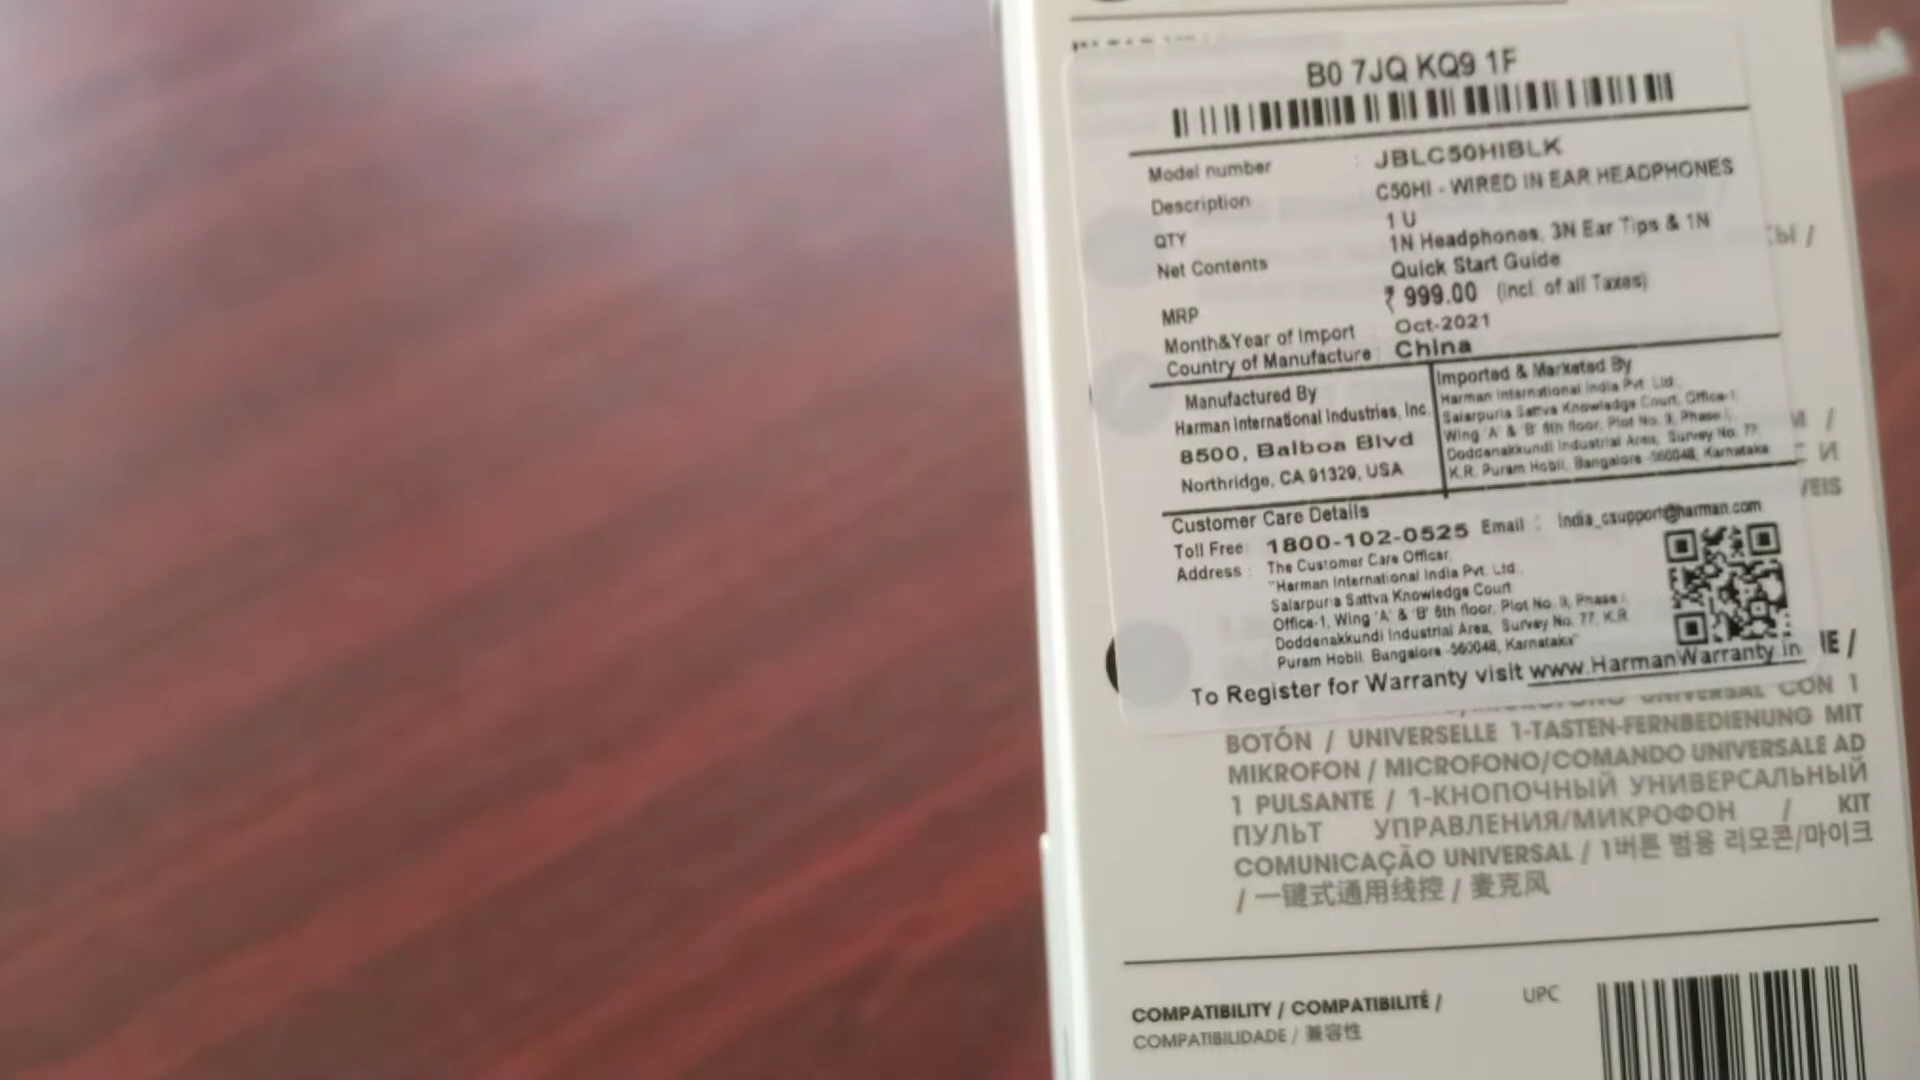 B0 7JQ KQ9 1F
Model number : JBLC50HIBLK
Description C50HI - WIRED IN EAR HEADPHONES
QTY 1 U
Net Contents 1N Headphones, 3N Ear Tips & 1N
Quick Start Guide
MRP ₹ 999.00 (incl. of all Taxes)
Month&Year of Import : Oct-2021
Country of Manufacture : China
Manufactured By
Harman International Industries, Inc.
8500, Balboa Blvd
Northridge, CA 91329, USA
Imported & Marketed By
Harman International India Pvt. Ltd.,
Salarpuria Sattva Knowledge Court, Office-1,
Wing 'A' & 'B' 6th floor, Plot No. 9, Phase I,
Doddenakkundi Industrial Area, Survey No. 77,
K.R. Puram Hobli, Bangalore -560048, Karnataka
Customer Care Details
Toll Free: 1800-102-0525 Email : India_csupport@harman.com
Address : The Customer Care Officer,
"Harman International India Pvt. Ltd.,
Salarpuria Sattva Knowledge Court
Office-1, Wing 'A' & 'B' 6th floor, Plot No. 9, Phase I,
Doddenakkundi Industrial Area, Survey No. 77, K.R.
Puram Hobli, Bangalore -560048, Karnataka"
To Register for Warranty visit www.HarmanWarranty.in
UNIVERSAL CON 1
BOTÓN / UNIVERSELLE 1-TASTEN-FERNBEDIENUNG MIT
MIKROFON / MICROFONO/COMANDO UNIVERSALE AD
1 PULSANTE / 1-КНОПОЧНЫЙ УНИВЕРСАЛЬНЫЙ
ПУЛЬТ УПРАВЛЕНИЯ/МИКРОФОН / KIT
COMUNICAÇÃO UNIVERSAL / 1버튼 범용 리모콘/마이크
/ 一键式通用线控 / 麦克风
COMPATIBILITY / COMPATIBILITÉ /
COMPATIBILIDADE / 兼容性
UPC